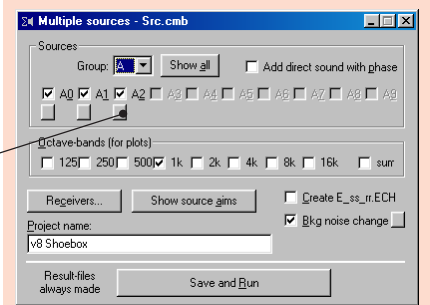 Multiple sources - Src.cmb
Sources
Group: A Show all Add direct sound with phase
A0 A1 A2 A3 A4 A5 A6 A7 A8 A9
Octave-bands (for plots)
125 250 500 1k 2k 4k 8k 16k sum
Receivers... Show source aims Create E_ss_rr.ECH
Bkg noise change
Project name:
v8 Shoebox
Result-files
always made
Save and Run